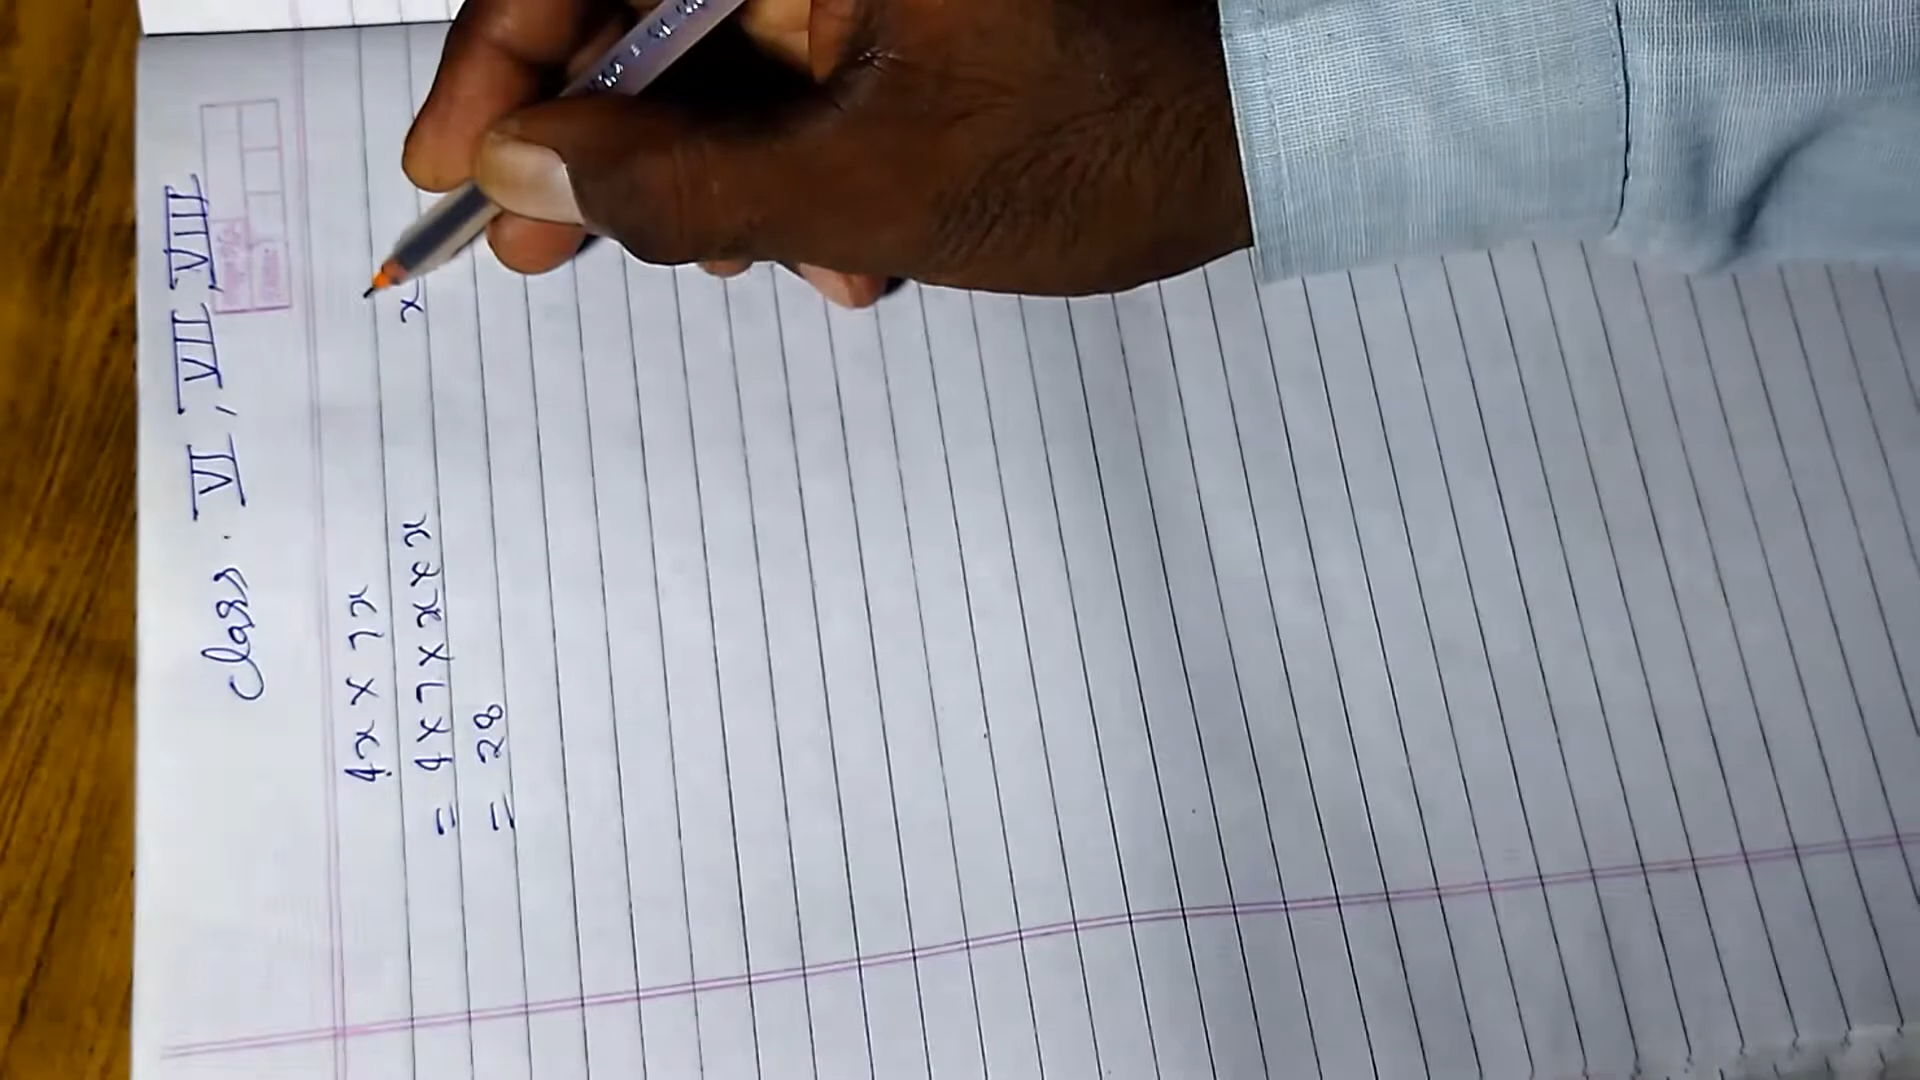 Class. VI, VII, VIII
4x × 7x
= 4 × 7 × x × x
x
= 28